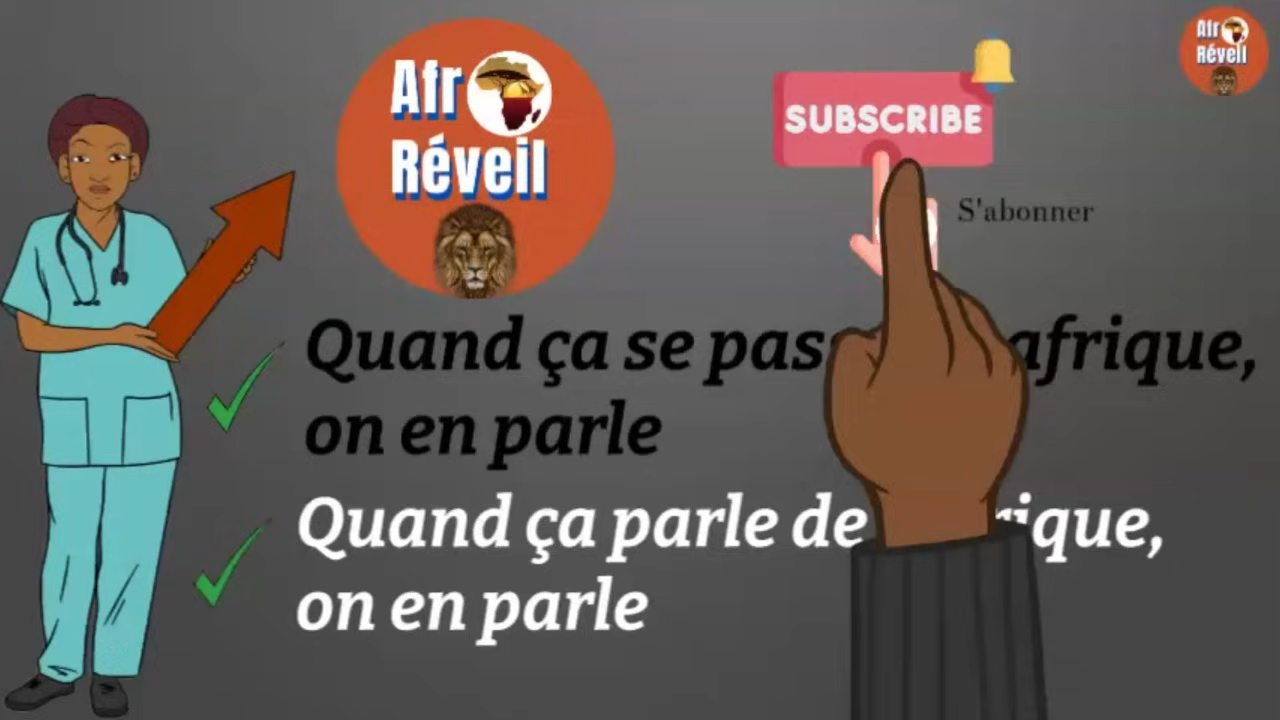 Afr
Réveil
SUBSCRIBE
Afr
Réveil
S'abonner
Quand ça se afrique,
on en parle
Quand ça parle de
on en parle